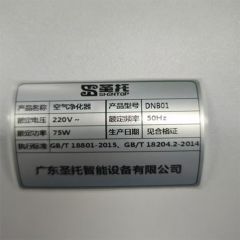 圣托
SHENTOP
产品名称 空气净化器 产品型号 DNB01
额定电压 220V~ 额定频率 50Hz
额定功率 75W 生产日期 见合格证
执行标准 GB/T 18801-2015、GB/T 18204.2-2014
广东圣托智能设备有限公司